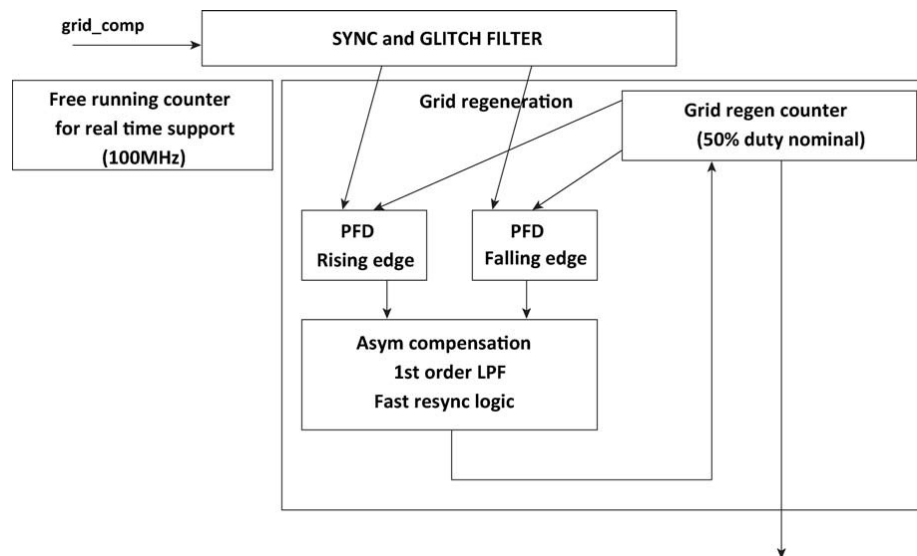 grid_comp
SYNC and GLITCH FILTER
Free running counter
for real time support
(100MHz)
Grid regeneration
Grid regen counter
(50% duty nominal)
PFD
Rising edge
PFD
Falling edge
Asym compensation
1st order LPF
Fast resync logic